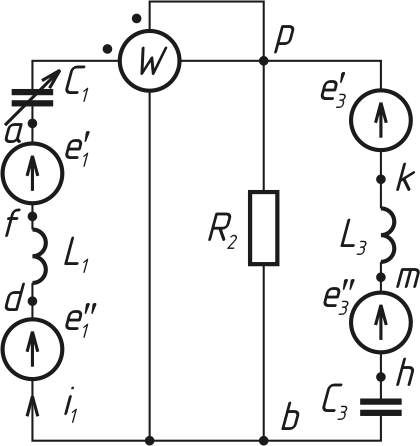 W
p
C₁
e′₃
a
e′₁
k
f
R₂
L₃
L₁
m
d
e″₃
e″₁
h
i₁
C₃
b